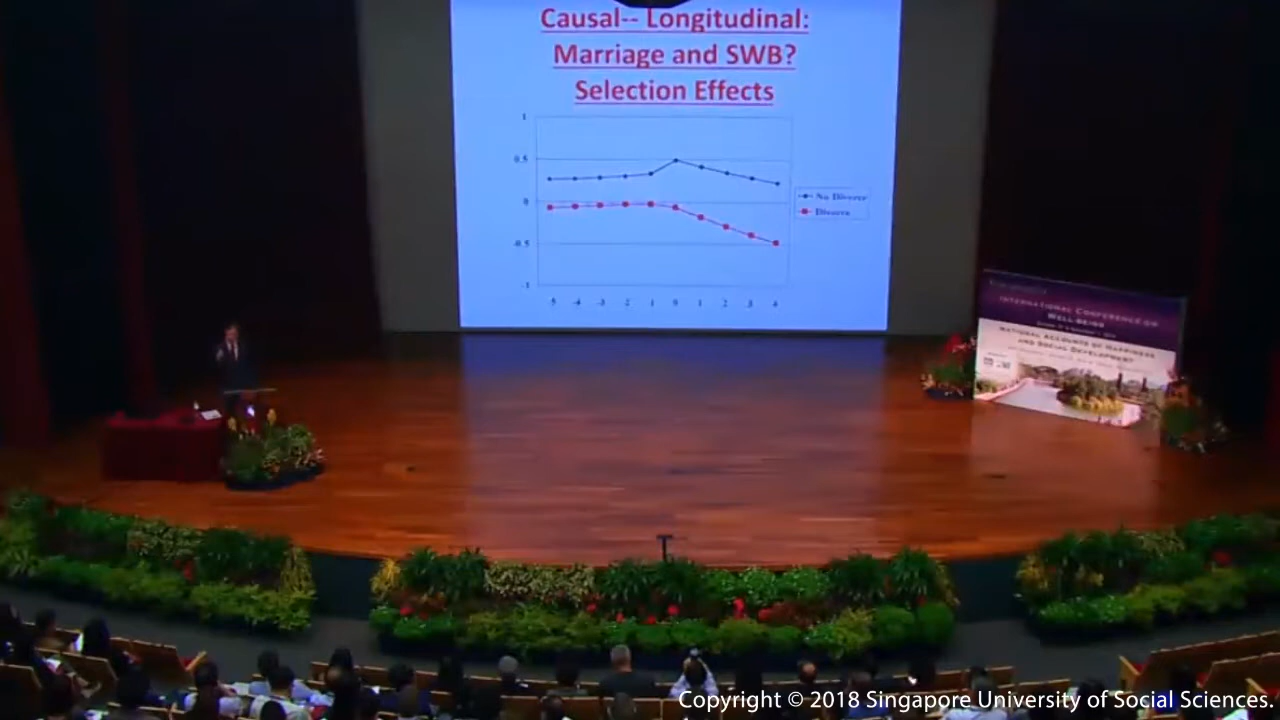 Causal-- Longitudinal:
Marriage and SWB?
Selection Effects
1
0.5
0
-0.5
-1
-5 -4 -3 -2 -1 0 1 2 3 4
No Divorce
Divorce
International Conference on
Well-being
National Accounts of Happiness
and Social Development
Copyright © 2018 Singapore University of Social Sciences.